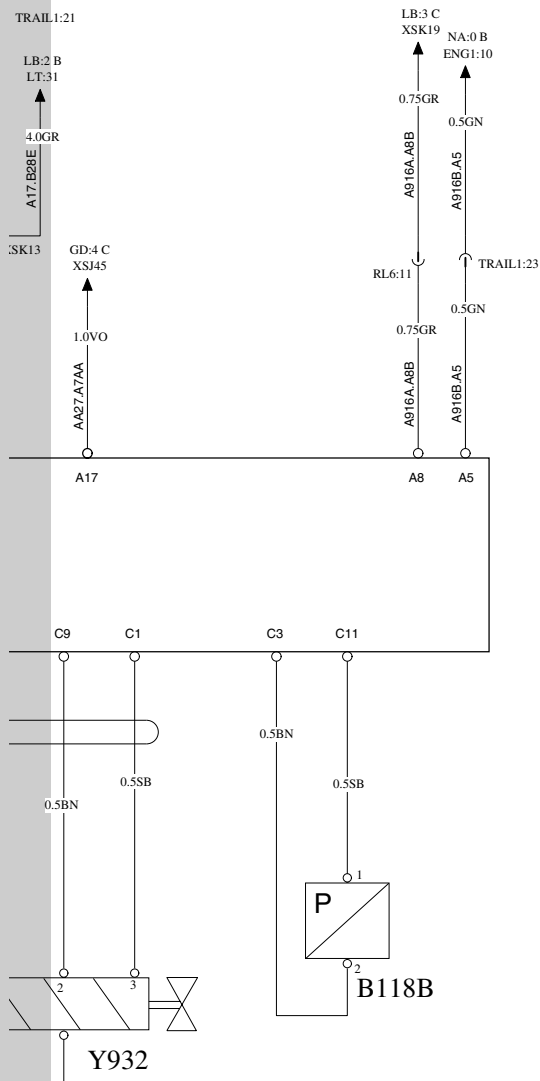 TRAIL1:21
LB:3 C
XSK19
NA:0 B
ENG1:10
LB:2 B
LT:31
0.75GR
0.5GN
4.0GR
A17.B28E
A916A.A8B
A916B.A5
GD:4 C
XSJ45
RL6:11
TRAIL1:23
0.5GN
1.0VO
0.75GR
AA27.A7AA
A916A.A8B
A916B.A5
A17
A8
A5
C9
C1
C3
C11
0.5BN
0.5SB
0.5SB
0.5BN
1
P
2
B118B
2
3
Y932